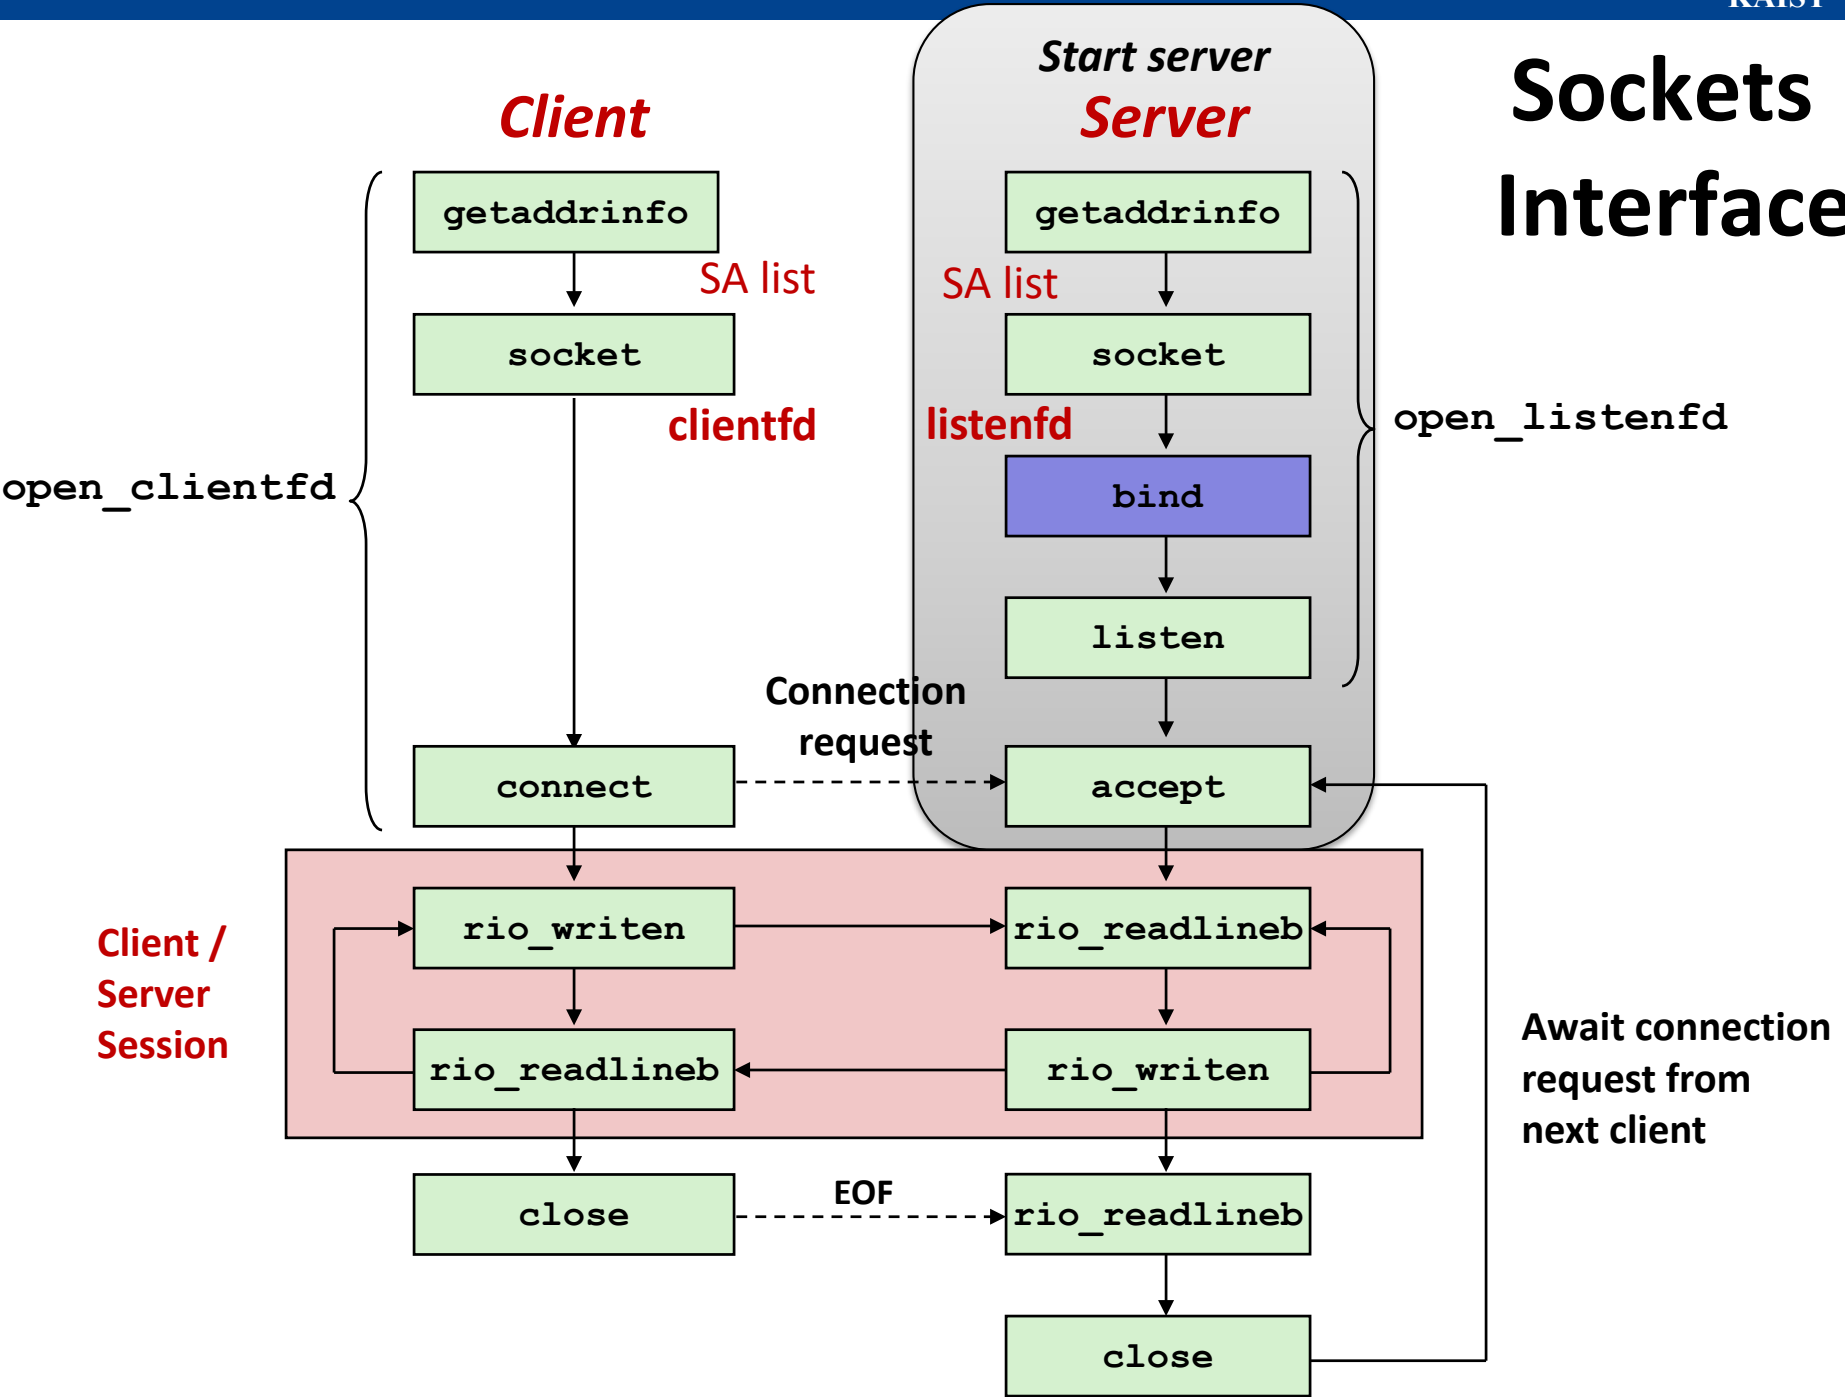 Start server
Sockets
Interface
Client
Server
getaddrinfo
getaddrinfo
SA list
SA list
socket
socket
clientfd
listenfd
open_listenfd
open_clientfd
bind
listen
Connection
request
connect
accept
Client /
Server
Session
rio_writen
rio_readlineb
rio_readlineb
rio_writen
Await connection
request from
next client
close
EOF
rio_readlineb
close